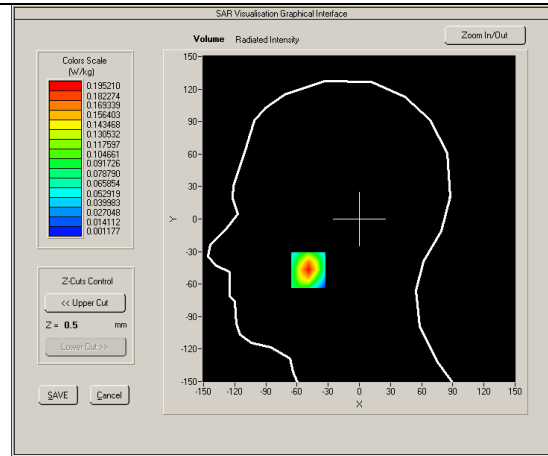 SAR Visualisation Graphical Interface
Volume Radiated Intensity
Zoom In/Out
Colors Scale
(W/kg)
0.195210
0.182274
0.169339
0.156403
0.143468
0.130532
0.117597
0.104661
0.091726
0.078790
0.065854
0.052919
0.039983
0.027048
0.014112
0.001177
Z-Cuts Control
<< Upper Cut
Z = 0.5 mm
Lower Cut >>
SAVE Cancel
150
120
90
60
30
0
-30
-60
-90
-120
-150
Y
-150 -120 -90 -60 -30 0 30 60 90 120 150
X